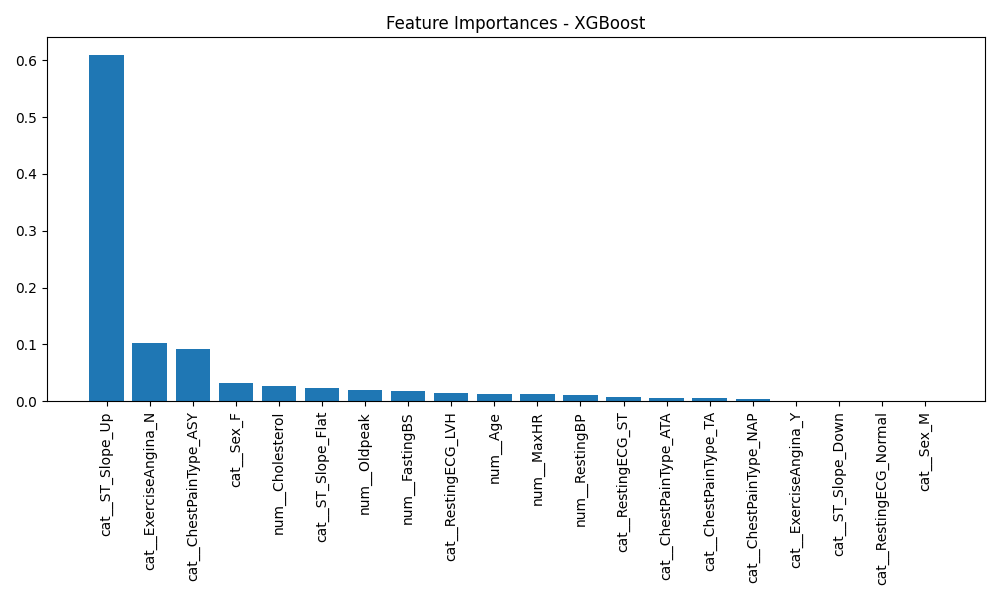 Feature Importances - XGBoost
0.6
0.5
0.4
0.3
0.2
0.1
0.0
cat__ST_Slope_Up
cat__ExerciseAngina_N
cat__ChestPainType_ASY
cat__Sex_F
num__Cholesterol
cat__ST_Slope_Flat
num__Oldpeak
num__FastingBS
cat__RestingECG_LVH
num__Age
num__MaxHR
num__RestingBP
cat__RestingECG_ST
cat__ChestPainType_ATA
cat__ChestPainType_TA
cat__ChestPainType_NAP
cat__ExerciseAngina_Y
cat__ST_Slope_Down
cat__RestingECG_Normal
cat__Sex_M